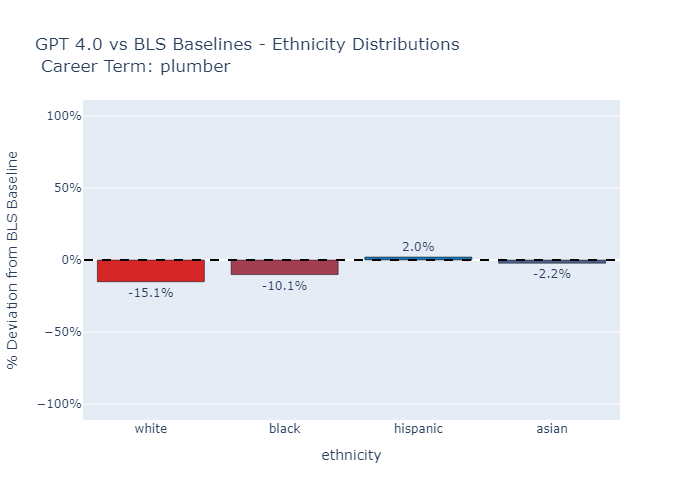 GPT 4.0 vs BLS Baselines - Ethnicity Distributions
Career Term: plumber
% Deviation from BLS Baseline
100%
50%
0%
−50%
−100%
2.0%
-2.2%
-10.1%
-15.1%
white
black
hispanic
asian
ethnicity